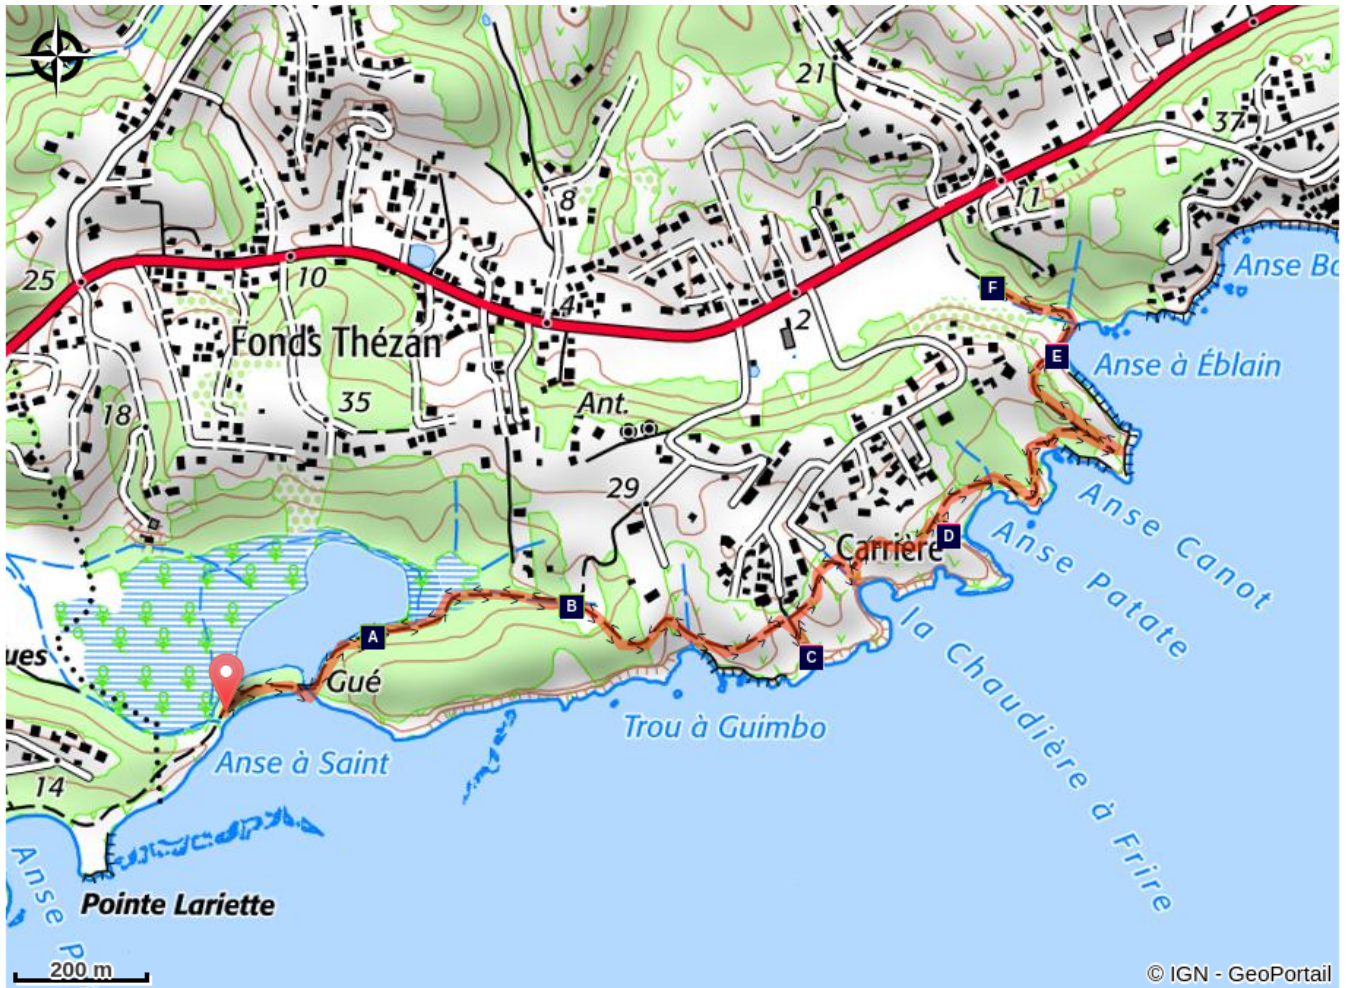 21
37
8
11
25
10
Anse Bo
F
4
2
Fonds Thézan
E
Anse à Éblain
18
35
Ant.
29
Anse Canot
Carrière
D
Anse Patate
B
A
la Chaudière à Frire
ues
C
Gué
Trou à Guimbo
Anse à Saint
14
Anse P
Pointe Lariette
200 m
© IGN - GeoPortail